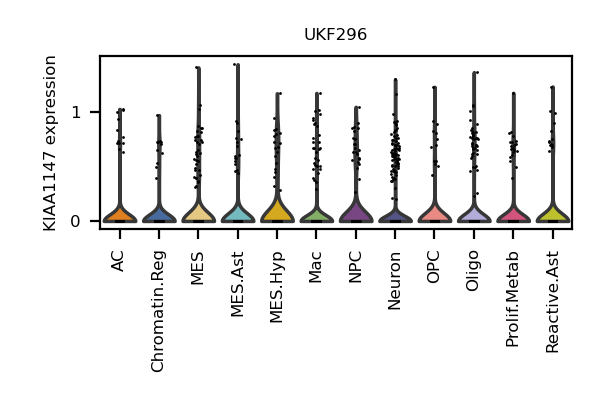 UKF296
KIAA1147 expression
1
0
AC
Chromatin.Reg
MES
MES.Ast
MES.Hyp
Mac
NPC
Neuron
OPC
Oligo
Prolif.Metab
Reactive.Ast